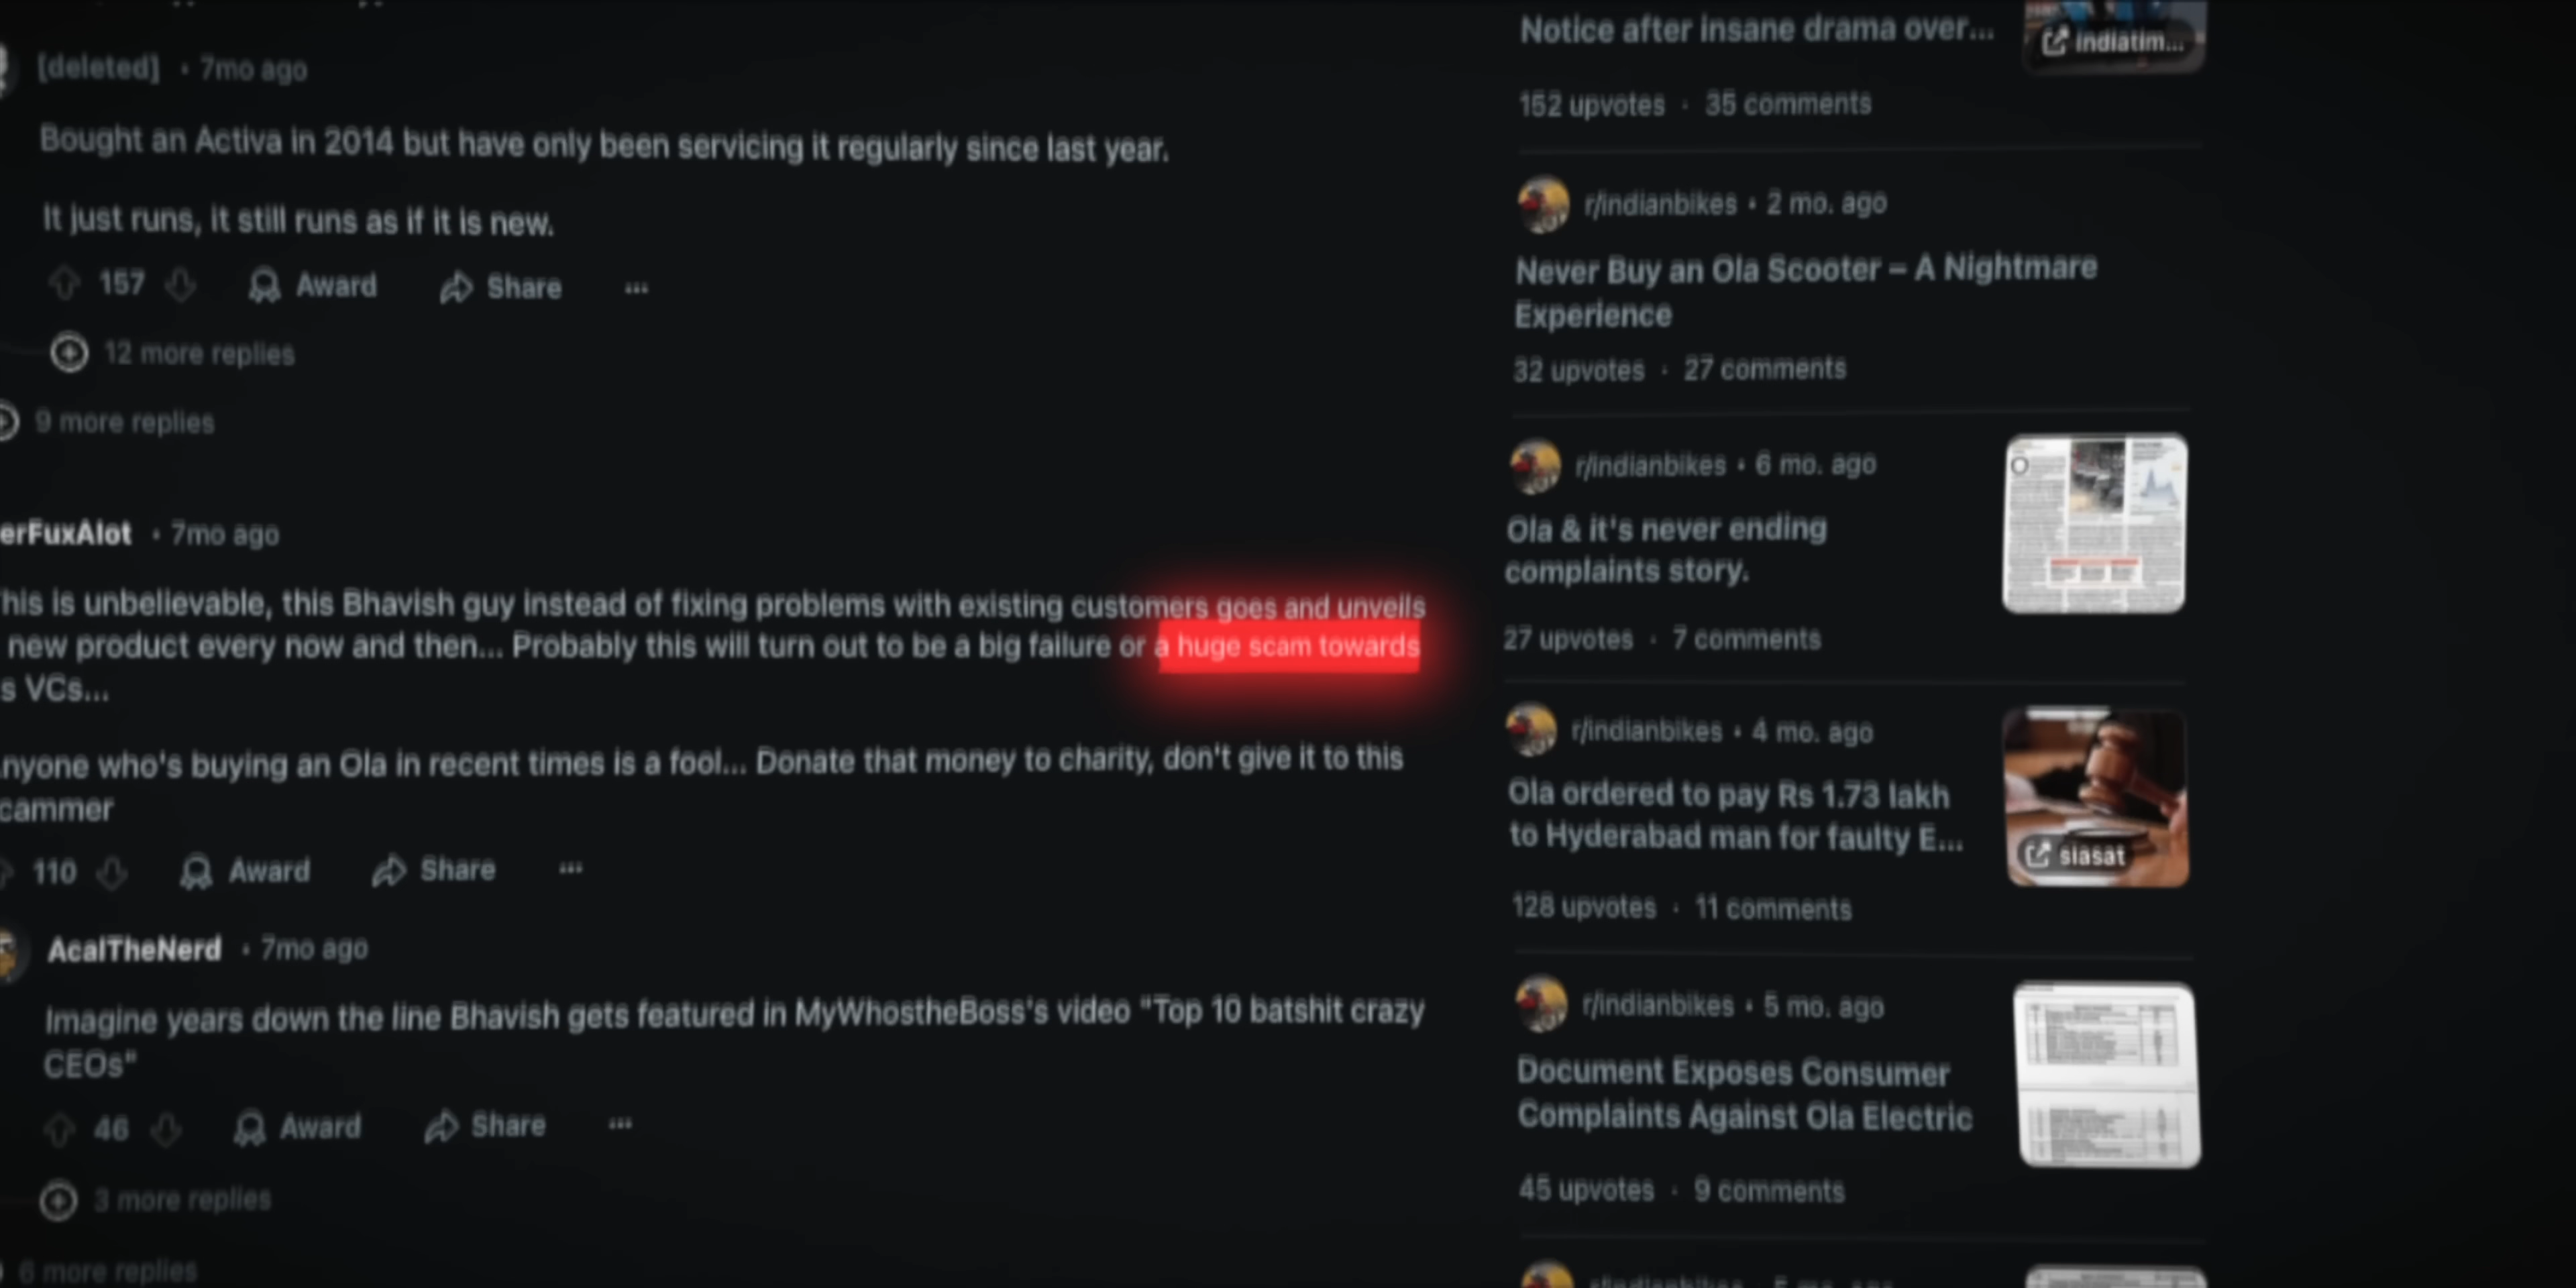 [deleted] • 7mo ago
Bought an Activa in 2014 but have only been servicing it regularly since last year.
It just runs, it still runs as if it is new.
157 Award Share ...
12 more replies
9 more replies
erFuxAlot • 7mo ago
his is unbelievable, this Bhavish guy instead of fixing problems with existing customers goes and unveils
new product every now and then... Probably this will turn out to be a big failure or a huge scam towards
s VCs...
nyone who's buying an Ola in recent times is a fool... Donate that money to charity, don't give it to this
cammer
110 Award Share ...
AcalTheNerd • 7mo ago
Imagine years down the line Bhavish gets featured in MyWhostheBoss's video "Top 10 batshit crazy
CEOs"
46 Award Share ...
3 more replies
6 more replies
Notice after insane drama over...
indiatim...
152 upvotes · 35 comments
r/indianbikes • 2 mo. ago
Never Buy an Ola Scooter – A Nightmare
Experience
32 upvotes · 27 comments
r/indianbikes • 6 mo. ago
Ola & it's never ending
complaints story.
27 upvotes · 7 comments
r/indianbikes • 4 mo. ago
Ola ordered to pay Rs 1.73 lakh
to Hyderabad man for faulty E...
siasat
128 upvotes · 11 comments
r/indianbikes • 5 mo. ago
Document Exposes Consumer
Complaints Against Ola Electric
45 upvotes · 9 comments